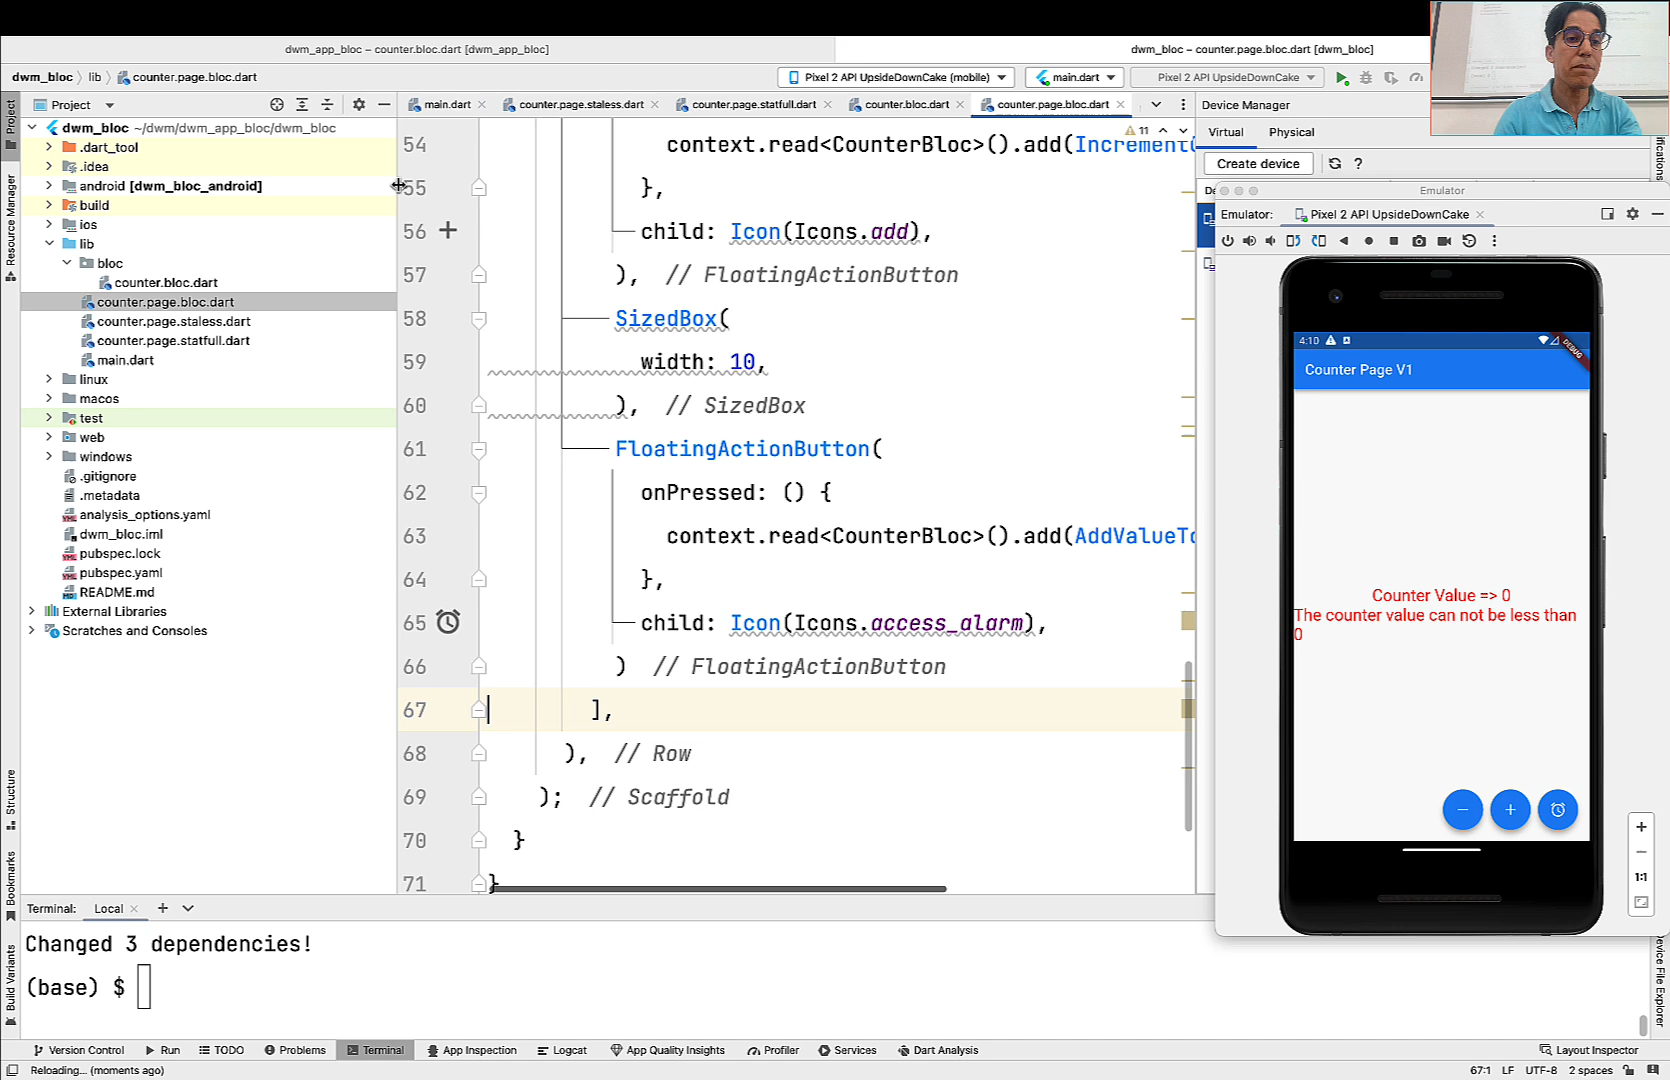 dwm_app_bloc – counter.bloc.dart [dwm_app_bloc]
dwm_bloc – counter.page.bloc.dart [dwm_bloc]
dwm_bloc lib counter.page.bloc.dart
Pixel 2 API UpsideDownCake (mobile)
main.dart
Pixel 2 API UpsideDownCake
Project
main.dart
counter.page.staless.dart
counter.page.statfull.dart
counter.bloc.dart
counter.page.bloc.dart
Device Manager
Virtual
Physical
Create device
?
Project
Resource Manager
Structure
Bookmarks
Build Variants
dwm_bloc ~/dwm/dwm_app_bloc/dwm_bloc
.dart_tool
.idea
android [dwm_bloc_android]
build
ios
lib
bloc
counter.bloc.dart
counter.page.bloc.dart
counter.page.staless.dart
counter.page.statfull.dart
main.dart
linux
macos
test
web
windows
.gitignore
.metadata
analysis_options.yaml
dwm_bloc.iml
pubspec.lock
pubspec.yaml
README.md
External Libraries
Scratches and Consoles
11
54 context.read<CounterBloc>().add(Increment
55 },
56 child: Icon(Icons.add),
57 ), // FloatingActionButton
58 SizedBox(
59 width: 10,
60 ), // SizedBox
61 FloatingActionButton(
62 onPressed: () {
63 context.read<CounterBloc>().add(AddValueTo
64 },
65 child: Icon(Icons.access_alarm),
66 ) // FloatingActionButton
67 ],
68 ), // Row
69 ); // Scaffold
70 }
71 }
Emulator
Emulator: Pixel 2 API UpsideDownCake
4:10
DEBUG
Counter Page V1
Counter Value => 0
The counter value can not be less than
0
1:1
Device File Explorer
Terminal: Local
Changed 3 dependencies!
(base) $
Version Control Run TODO Problems Terminal App Inspection Logcat App Quality Insights Profiler Services Dart Analysis Layout Inspector
Reloading... (moments ago)
67:1 LF UTF-8 2 spaces